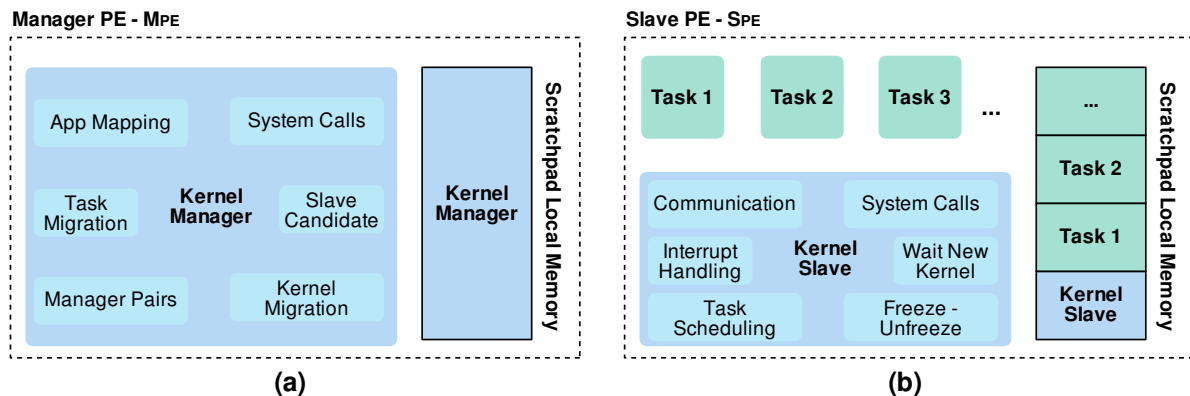 Manager PE - MPE
App Mapping
System Calls
Task
Migration
Kernel
Manager
Slave
Candidate
Manager Pairs
Kernel
Migration
Kernel
Manager
Scratchpad Local Memory
(a)
Slave PE - SPE
Task 1
Task 2
Task 3
...
Communication
System Calls
Interrupt
Handling
Kernel
Slave
Wait New
Kernel
Task
Scheduling
Freeze -
Unfreeze
...
Task 2
Task 1
Kernel
Slave
Scratchpad Local Memory
(b)